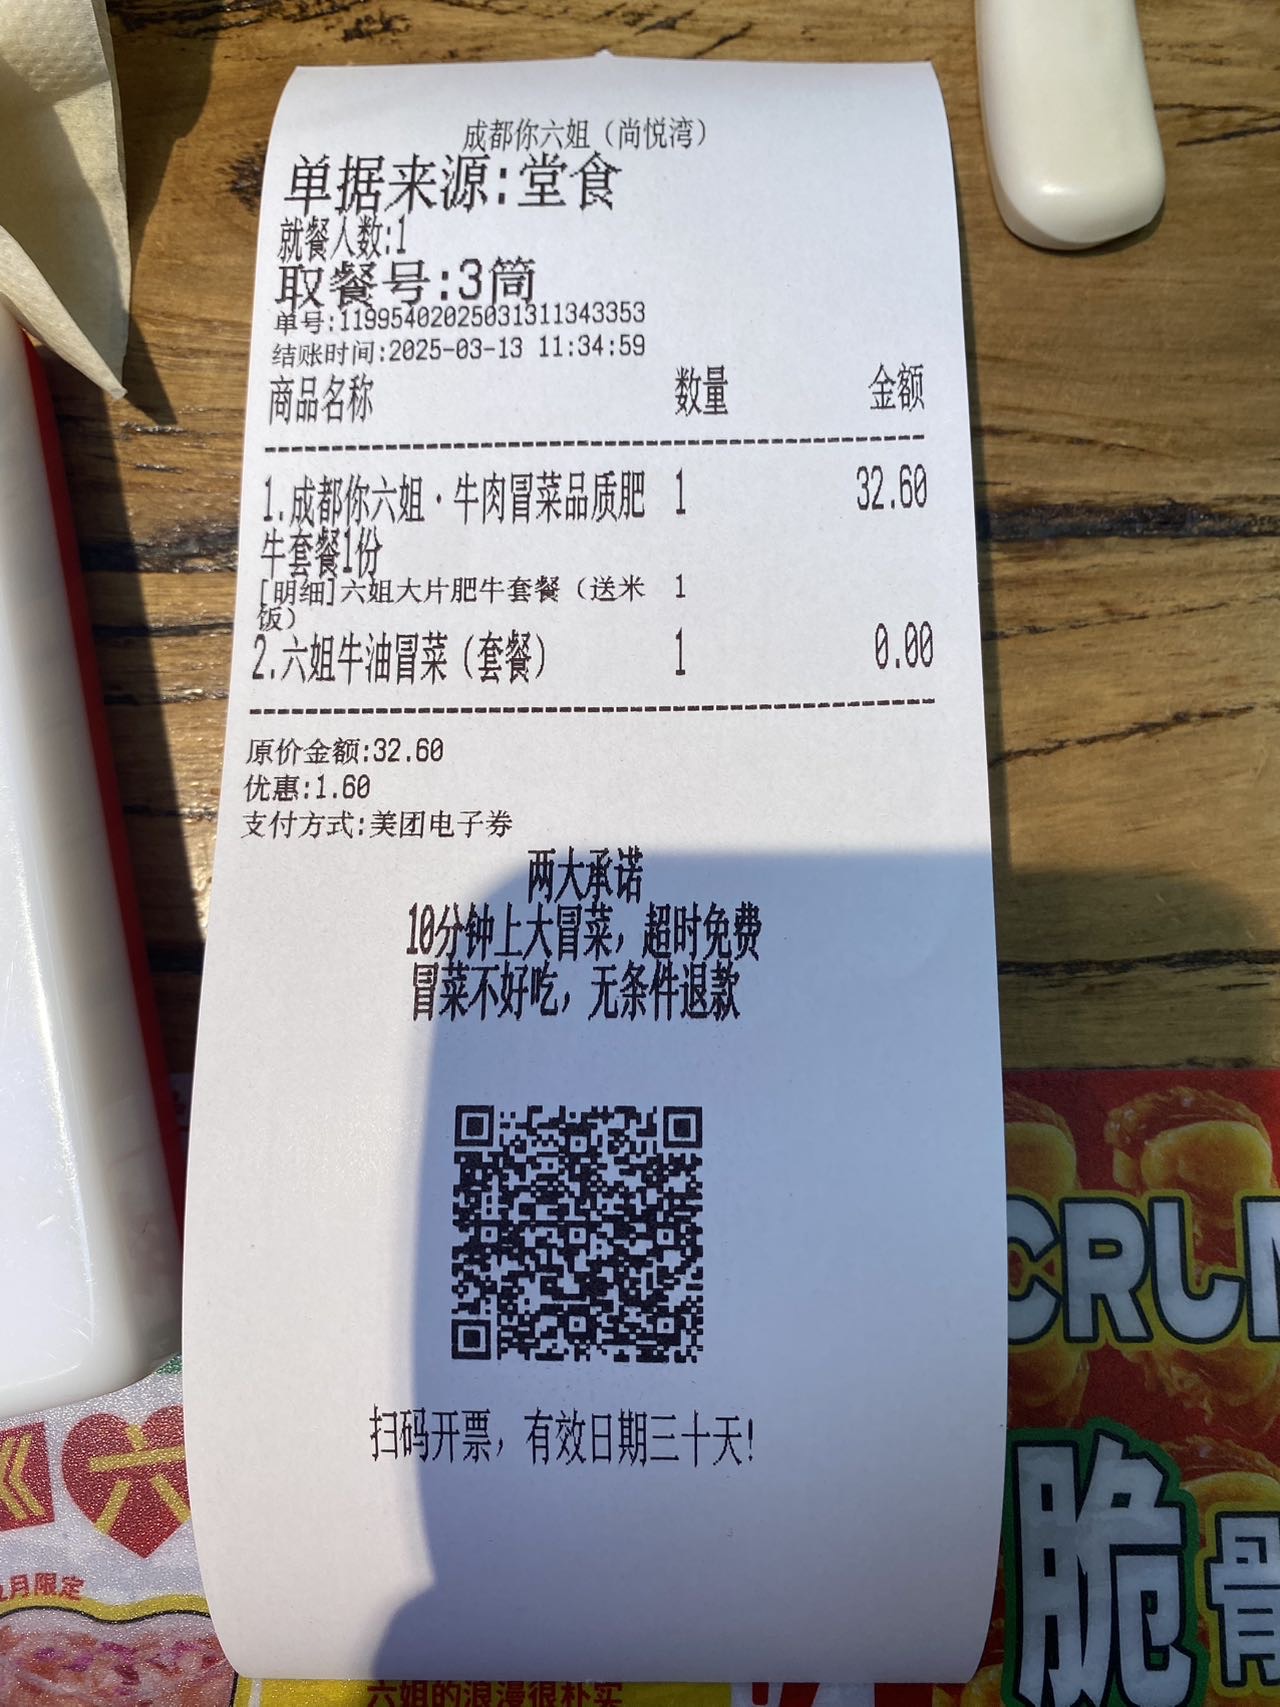 成都你六姐（尚悦湾）
单据来源:堂食
就餐人数:1
取餐号:3筒
单号:11995402025031311343353
结账时间:2025-03-13 11:34:59
商品名称 数量 金额
1.成都你六姐·牛肉冒菜品质肥 1 32.60
牛套餐1份
[明细]六姐大片肥牛套餐（送米 1
饭）
2.六姐牛油冒菜（套餐） 1 0.00
原价金额:32.60
优惠:1.60
支付方式:美团电子券
两大承诺
10分钟上大冒菜，超时免费
冒菜不好吃，无条件退款
扫码开票，有效日期三十天!
CRUN
脆骨
六
月限定
六姐的浪漫很朴实